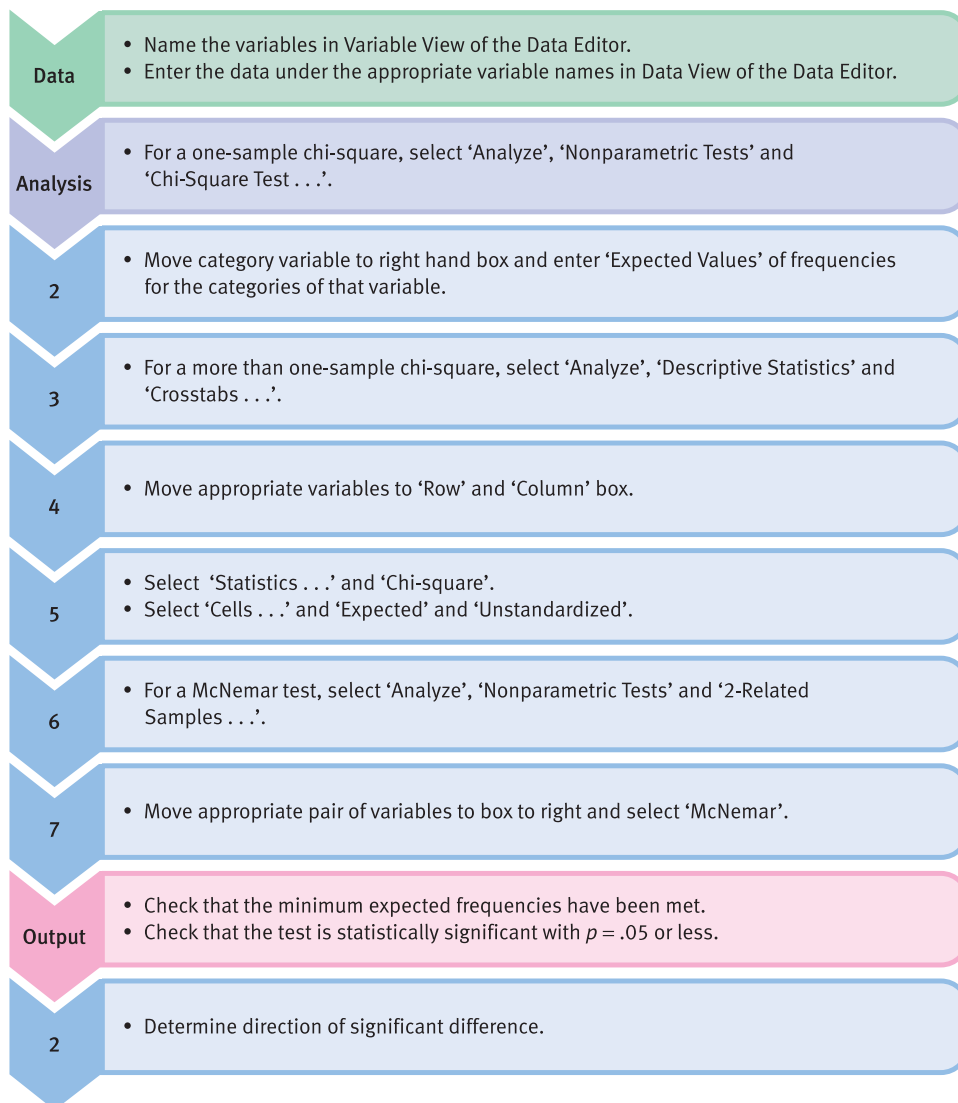 Data
• Name the variables in Variable View of the Data Editor.
• Enter the data under the appropriate variable names in Data View of the Data Editor.
Analysis
• For a one-sample chi-square, select ‘Analyze’, ‘Nonparametric Tests’ and
‘Chi-Square Test . . .’.
2
• Move category variable to right hand box and enter ‘Expected Values’ of frequencies
for the categories of that variable.
3
• For a more than one-sample chi-square, select ‘Analyze’, ‘Descriptive Statistics’ and
‘Crosstabs . . .’.
4
• Move appropriate variables to ‘Row’ and ‘Column’ box.
5
• Select ‘Statistics . . .’ and ‘Chi-square’.
• Select ‘Cells . . .’ and ‘Expected’ and ‘Unstandardized’.
6
• For a McNemar test, select ‘Analyze’, ‘Nonparametric Tests’ and ‘2-Related
Samples . . .’.
7
• Move appropriate pair of variables to box to right and select ‘McNemar’.
Output
• Check that the minimum expected frequencies have been met.
• Check that the test is statistically significant with p = .05 or less.
2
• Determine direction of significant difference.